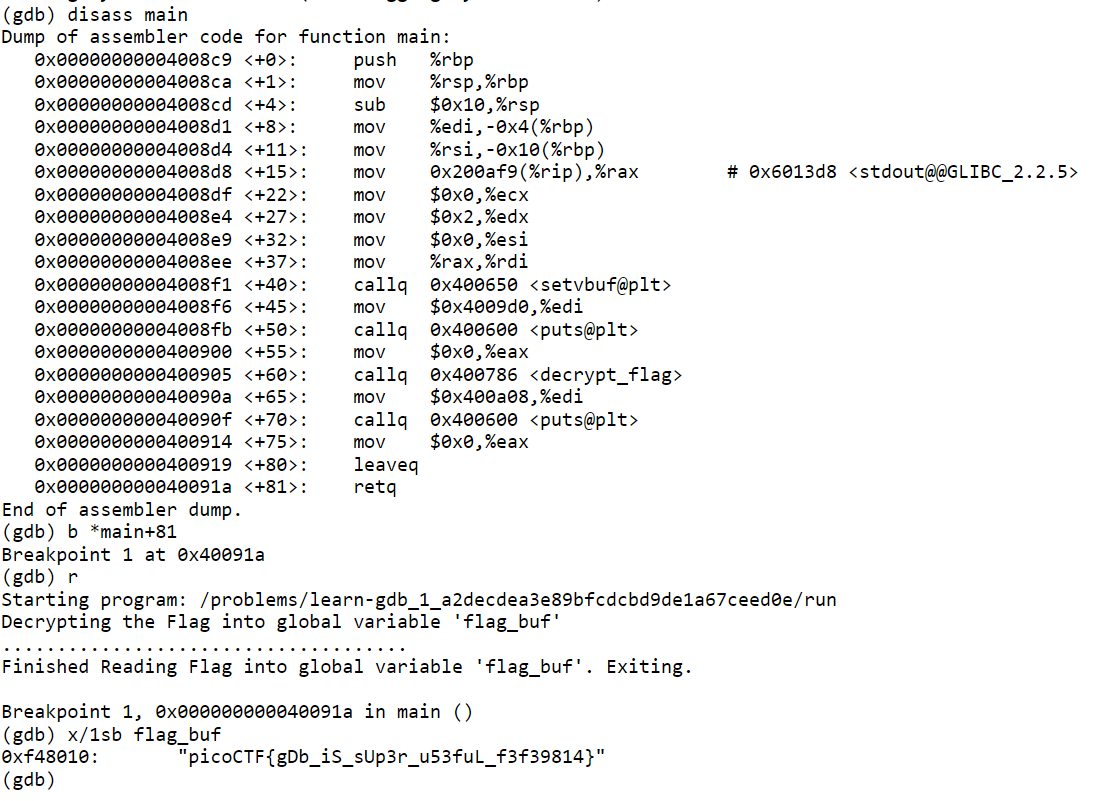 (gdb) disass main
Dump of assembler code for function main:
0x00000000004008c9 <+0>: push %rbp
0x00000000004008ca <+1>: mov %rsp,%rbp
0x00000000004008cd <+4>: sub $0x10,%rsp
0x00000000004008d1 <+8>: mov %edi,-0x4(%rbp)
0x00000000004008d4 <+11>: mov %rsi,-0x10(%rbp)
0x00000000004008d8 <+15>: mov 0x200af9(%rip),%rax # 0x6013d8 <stdout@@GLIBC_2.2.5>
0x00000000004008df <+22>: mov $0x0,%ecx
0x00000000004008e4 <+27>: mov $0x2,%edx
0x00000000004008e9 <+32>: mov $0x0,%esi
0x00000000004008ee <+37>: mov %rax,%rdi
0x00000000004008f1 <+40>: callq 0x400650 <setvbuf@plt>
0x00000000004008f6 <+45>: mov $0x4009d0,%edi
0x00000000004008fb <+50>: callq 0x400600 <puts@plt>
0x0000000000400900 <+55>: mov $0x0,%eax
0x0000000000400905 <+60>: callq 0x400786 <decrypt_flag>
0x000000000040090a <+65>: mov $0x400a08,%edi
0x000000000040090f <+70>: callq 0x400600 <puts@plt>
0x0000000000400914 <+75>: mov $0x0,%eax
0x0000000000400919 <+80>: leaveq
0x000000000040091a <+81>: retq
End of assembler dump.
(gdb) b *main+81
Breakpoint 1 at 0x40091a
(gdb) r
Starting program: /problems/learn-gdb_1_a2decdea3e89bfcdcbd9de1a67ceed0e/run
Decrypting the Flag into global variable 'flag_buf'
.....................................
Finished Reading Flag into global variable 'flag_buf'. Exiting.
Breakpoint 1, 0x000000000040091a in main ()
(gdb) x/1sb flag_buf
0xf48010: "picoCTF{gDb_iS_sUp3r_u53fuL_f3f39814}"
(gdb)